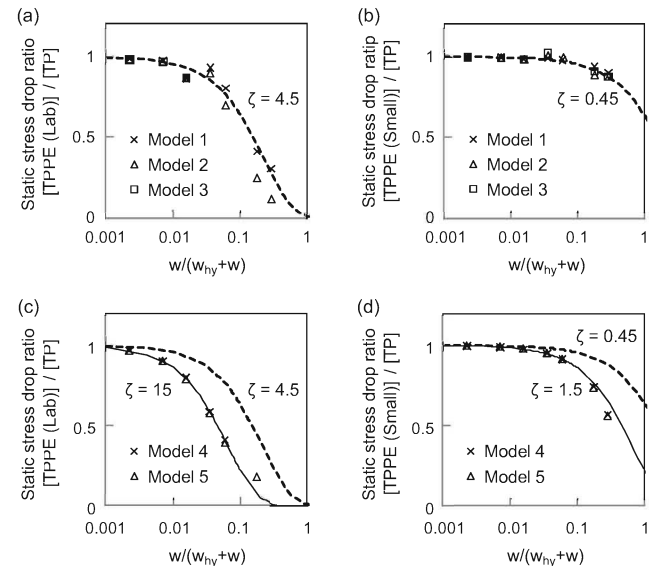 (a)
Static stress drop ratio
[TPPE (Lab)] / [TP]
1
0.5
0
ζ = 4.5
× Model 1
△ Model 2
□ Model 3
0.001 0.01 0.1 1
w/(why+w)
(b)
Static stress drop ratip
[TPPE (Small)] / [TP]
1
0.5
0
ζ = 0.45
× Model 1
△ Model 2
□ Model 3
0.001 0.01 0.1 1
w/(why+w)
(c)
Static stress drop ratio
[TPPE (Lab)] / [TP]
1
0.5
0
ζ = 15 ζ = 4.5
× Model 4
△ Model 5
0.001 0.01 0.1 1
w/(why+w)
(d)
Static stress drop ratio
[TPPE (Small)] / [TP]
1
0.5
0
ζ = 0.45
ζ = 1.5
× Model 4
△ Model 5
0.001 0.01 0.1 1
w/(why+w)